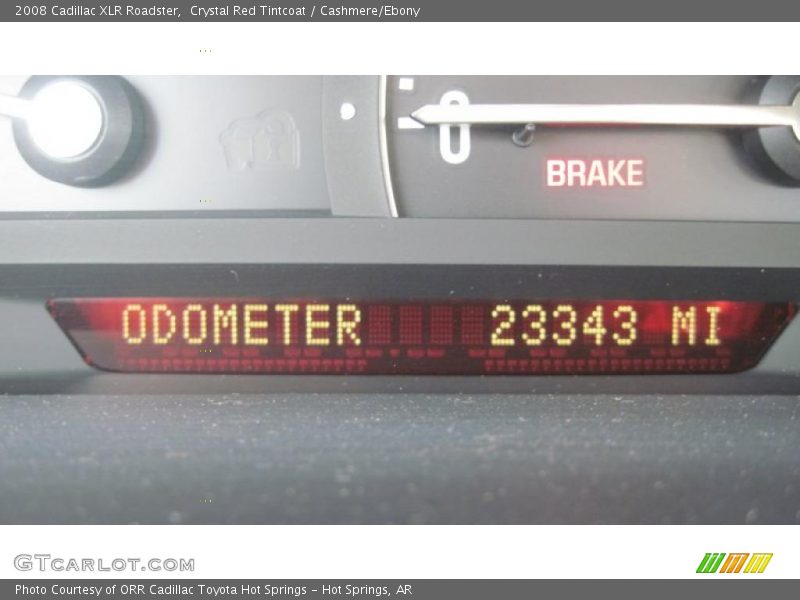 2008 Cadillac XLR Roadster,  Crystal Red Tintcoat / Cashmere/Ebony
0
BRAKE
ODOMETER 23343 MI
GTCARLOT.COM
Photo Courtesy of ORR Cadillac Toyota Hot Springs - Hot Springs, AR